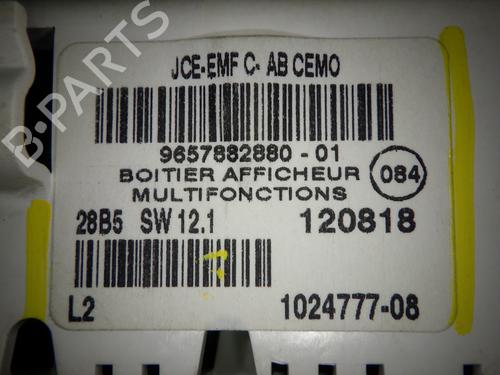 JCE-EMF C- AB CEMO
9657882880 - 01
BOITIER AFFICHEUR
MULTIFONCTIONS
084
28B5 SW 12.1
120818
L2
1024777-08
B-PARTS